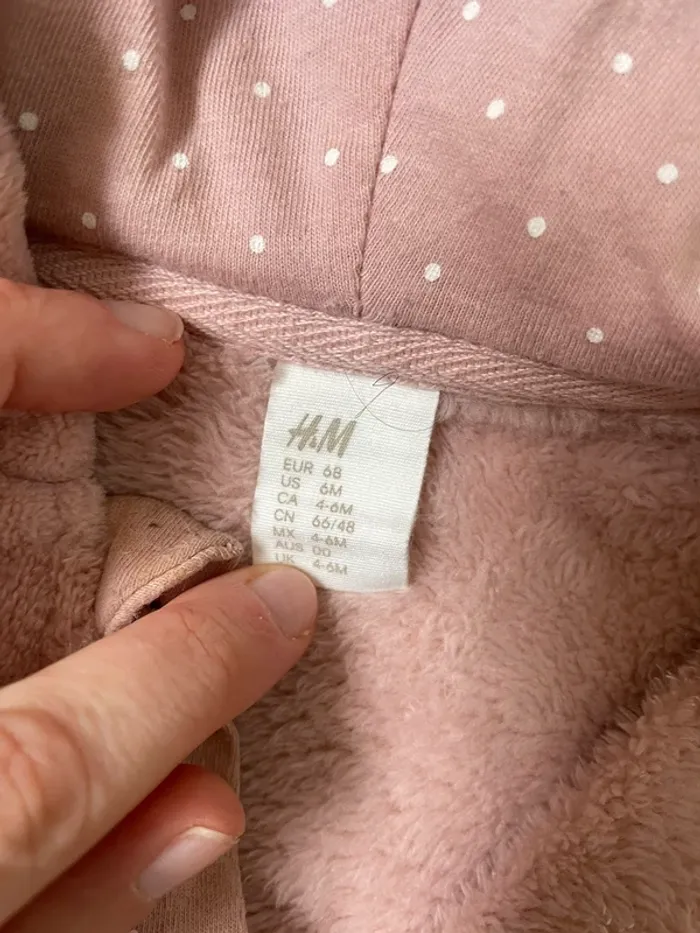 H&M
EUR 68
US 6M
CA 4-6M
CN 66/48
MX 4-6M
AUS 00
UK 4-6M